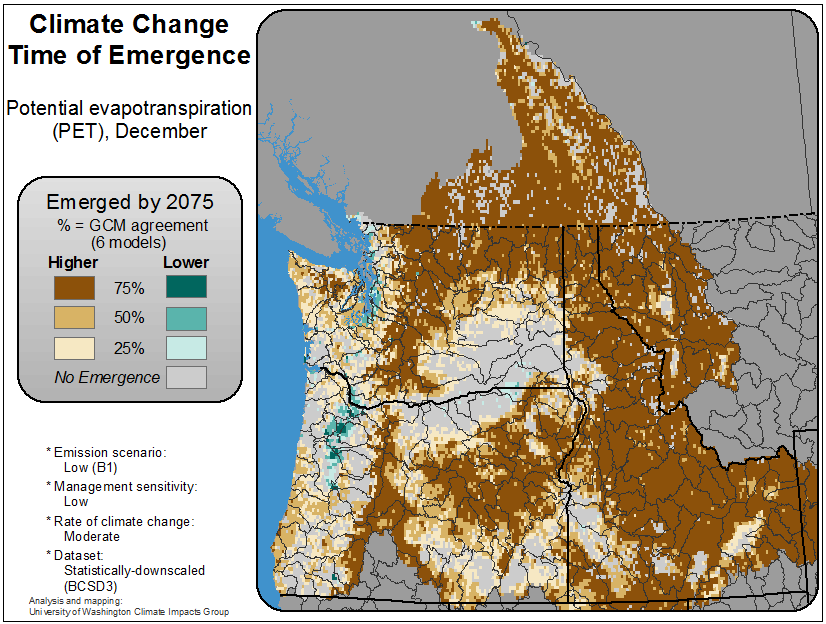 Climate Change
Time of Emergence
Potential evapotranspiration
(PET), December
Emerged by 2075
% = GCM agreement
(6 models)
Higher Lower
75%
50%
25%
No Emergence
* Emission scenario:
Low (B1)
* Management sensitivity:
Low
* Rate of climate change:
Moderate
* Dataset:
Statistically-downscaled
(BCSD3)
Analysis and mapping:
University of Washington Climate Impacts Group